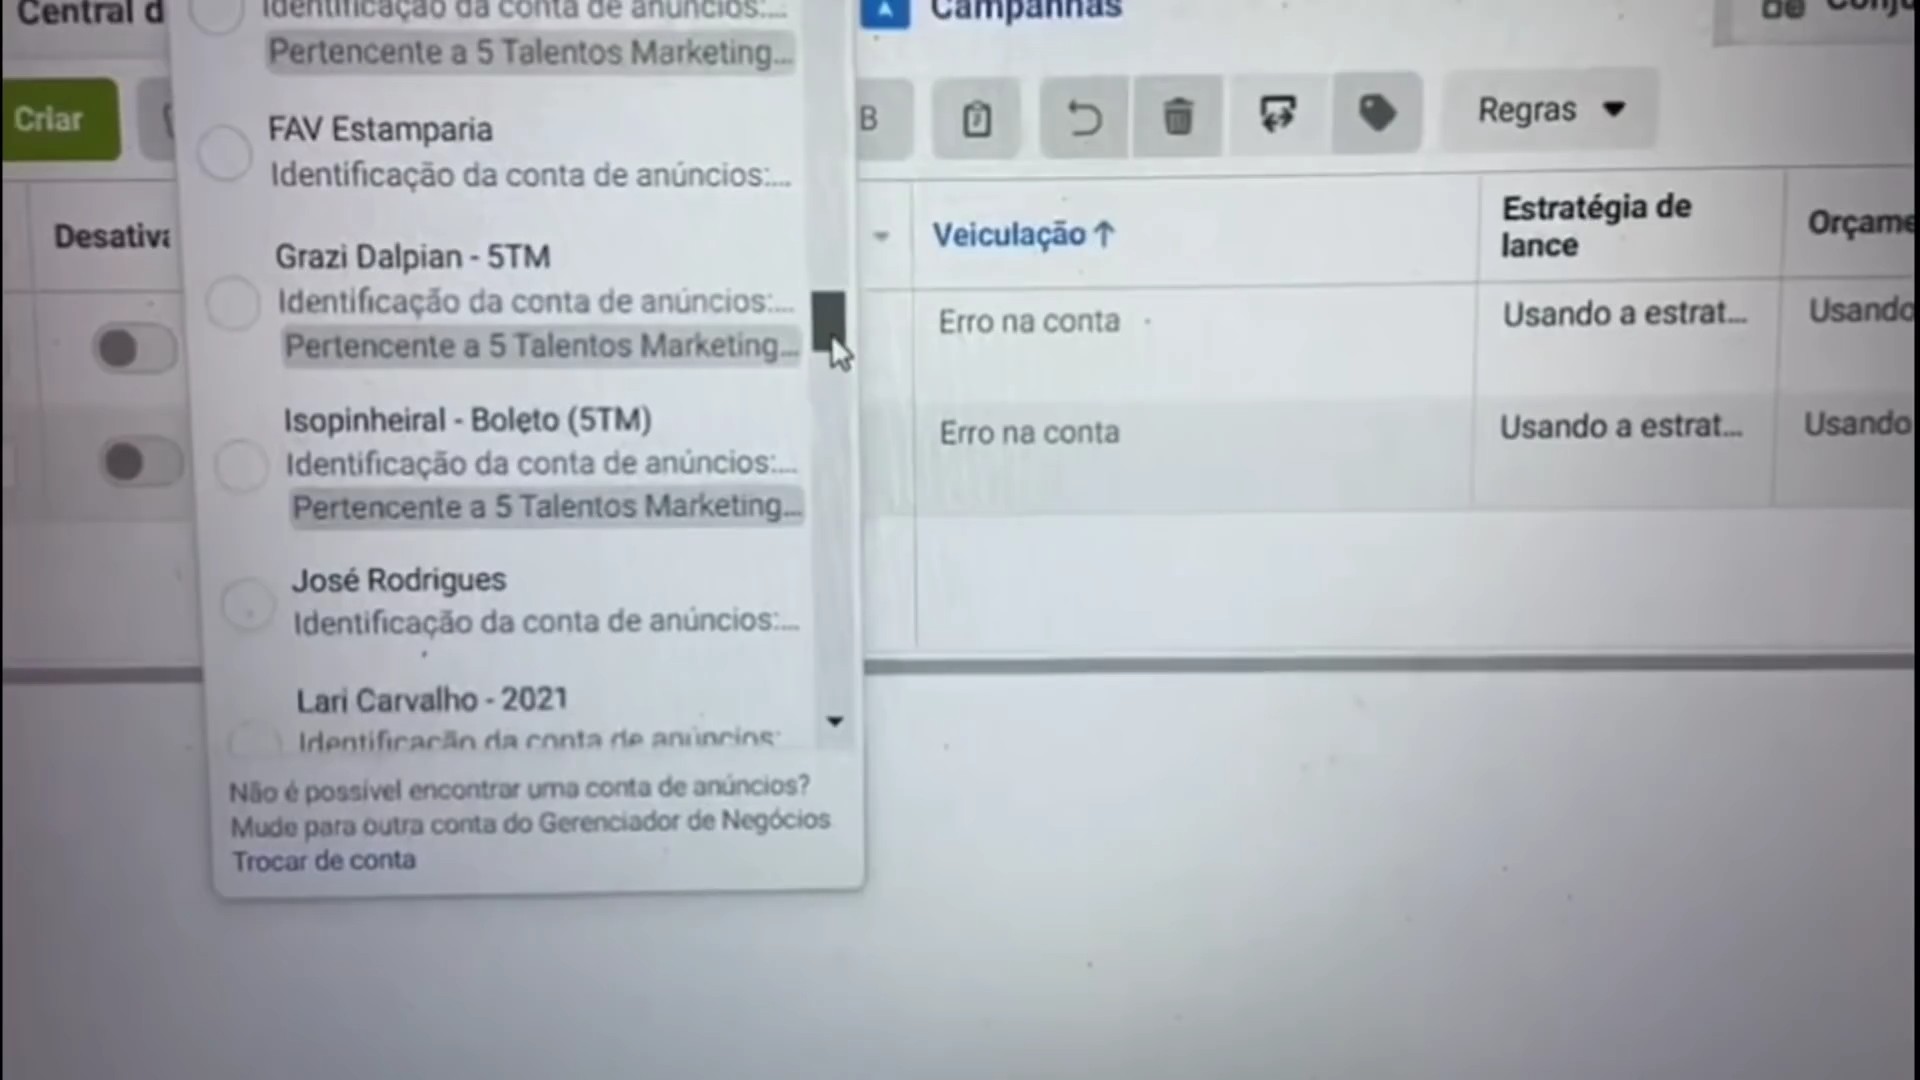 Central d
Identificação da conta de anúncios:...
Pertencente a 5 Talentos Marketing...
FAV Estamparia
Identificação da conta de anúncios:...
Grazi Dalpian - 5TM
Identificação da conta de anúncios:...
Pertencente a 5 Talentos Marketing...
Isopinheiral - Boleto (5TM)
Identificação da conta de anúncios:...
Pertencente a 5 Talentos Marketing...
José Rodrigues
Identificação da conta de anúncios:...
Lari Carvalho - 2021
Identificação da conta de anúncios:
Não é possível encontrar uma conta de anúncios?
Mude para outra conta do Gerenciador de Negócios
Trocar de conta
Campanhas
Conju
Criar
B
Regras
Desativa
Veiculação↑
Estratégia de
lance
Orçame
Erro na conta
Usando a estrat...
Usando
Erro na conta
Usando a estrat...
Usando